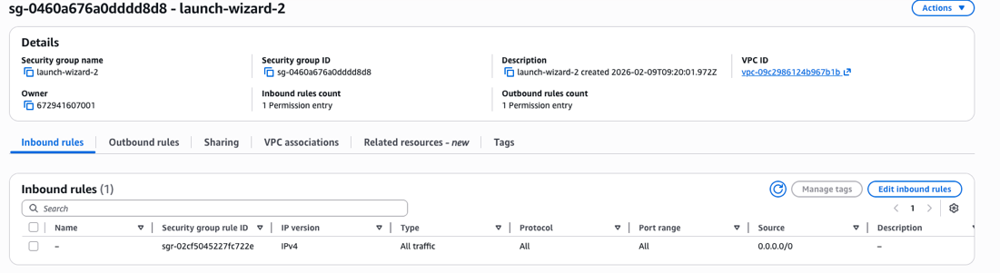 sg-0460a676a0dddd8d8 - launch-wizard-2
Actions
Details
Security group name
launch-wizard-2
Security group ID
sg-0460a676a0dddd8d8
Description
launch-wizard-2 created 2026-02-09T09:20:01.972Z
VPC ID
vpc-09c2986124b967b1b
Owner
672941607001
Inbound rules count
1 Permission entry
Outbound rules count
1 Permission entry
Inbound rules Outbound rules Sharing VPC associations Related resources - new Tags
Inbound rules (1)
Manage tags Edit inbound rules
Search
1
Name Security group rule ID IP version Type Protocol Port range Source Description
– sgr-02cf5045227fc722e IPv4 All traffic All All 0.0.0.0/0 –